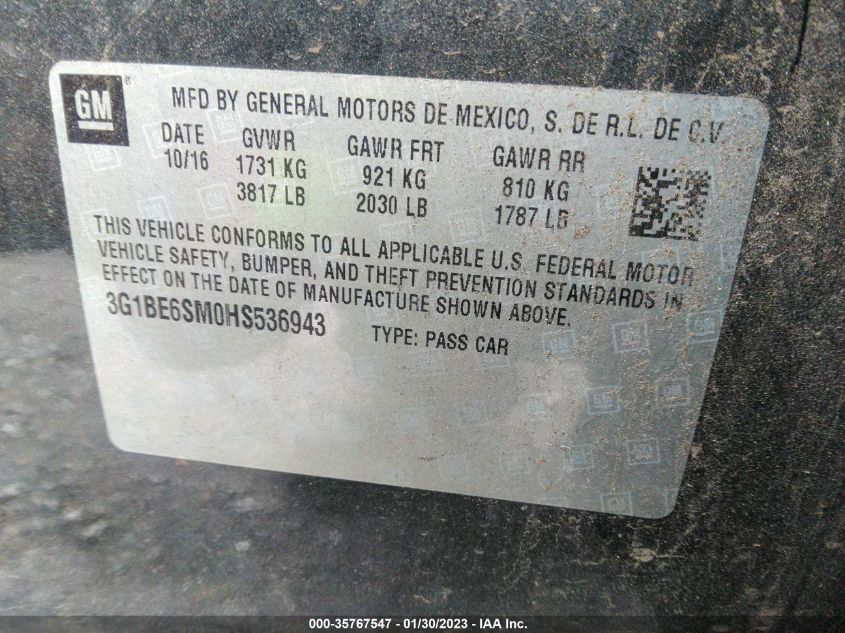 GM ®
MFD BY GENERAL MOTORS DE MEXICO, S. DE R.L. DE C.V
DATE GVWR GAWR FRT GAWR RR
10/16 1731 KG 921 KG 810 KG
3817 LB 2030 LB 1787 LB
THIS VEHICLE CONFORMS TO ALL APPLICABLE U.S. FEDERAL MOTOR
VEHICLE SAFETY, BUMPER, AND THEFT PREVENTION STANDARDS IN
EFFECT ON THE DATE OF MANUFACTURE SHOWN ABOVE.
3G1BE6SM0HS536943 TYPE: PASS CAR
000-35767547 - 01/30/2023 - IAA Inc.